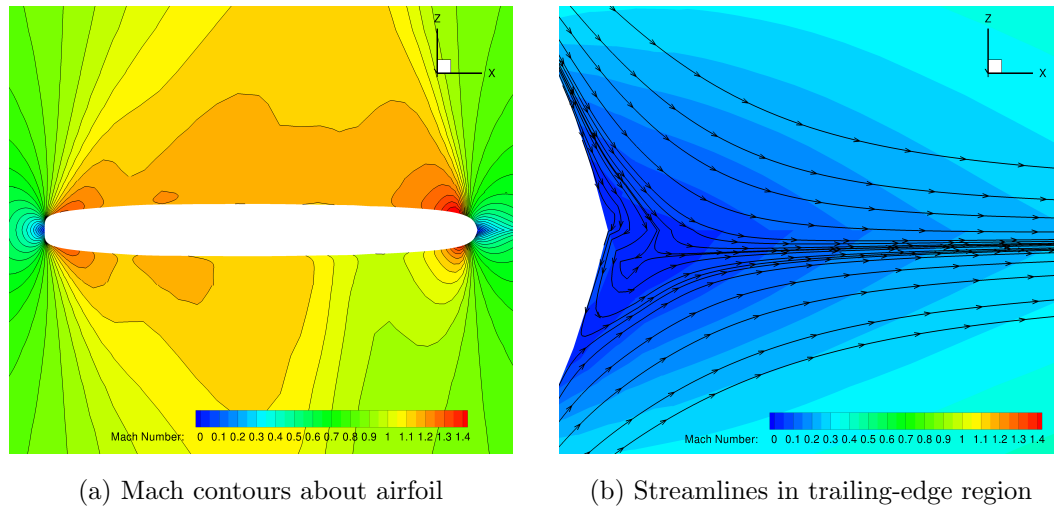 Z
X
Y
Mach Number: 0 0.1 0.2 0.3 0.4 0.5 0.6 0.7 0.8 0.9 1 1.1 1.2 1.3 1.4
(a) Mach contours about airfoil
Z
X
Y
Mach Number: 0 0.1 0.2 0.3 0.4 0.5 0.6 0.7 0.8 0.9 1 1.1 1.2 1.3 1.4
(b) Streamlines in trailing-edge region